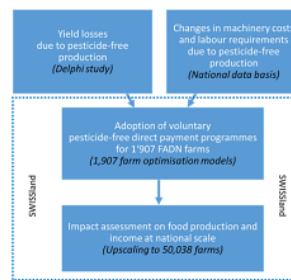 Yield losses
due to pesticide-free
production
(Delphi study)
Changes in machinery costs
and labour requirements
due to pesticide-free
production
(National data basis)
Adoption of voluntary
pesticide-free direct payment programmes
for 1'907 FADN farms
(1,907 farm optimisation models)
SWISSland
SWISSland
Impact assessment on food production and
income at national scale
(Upscaling to 50,038 farms)